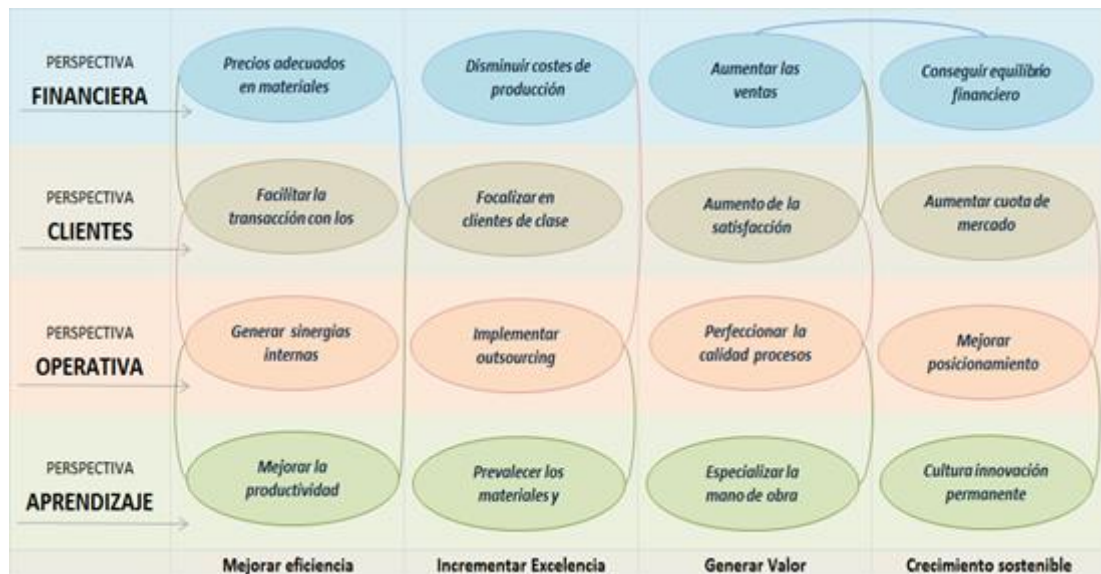 PERSPECTIVA
FINANCIERA
Precios adecuados
en materiales
Disminuir costes de
producción
Aumentar las
ventas
Conseguir equilibrio
financiero
PERSPECTIVA
CLIENTES
Facilitar la
transacción con los
Focalizar en
clientes de clase
Aumento de la
satisfacción
Aumentar cuota de
mercado
PERSPECTIVA
OPERATIVA
Generar sinergias
internas
Implementar
outsourcing
Perfeccionar la
calidad procesos
Mejorar
posicionamiento
PERSPECTIVA
APRENDIZAJE
Mejorar la
productividad
Prevalecer los
materiales y
Especializar la
mano de obra
Cultura innovación
permanente
Mejorar eficiencia
Incrementar Excelencia
Generar Valor
Crecimiento sostenible